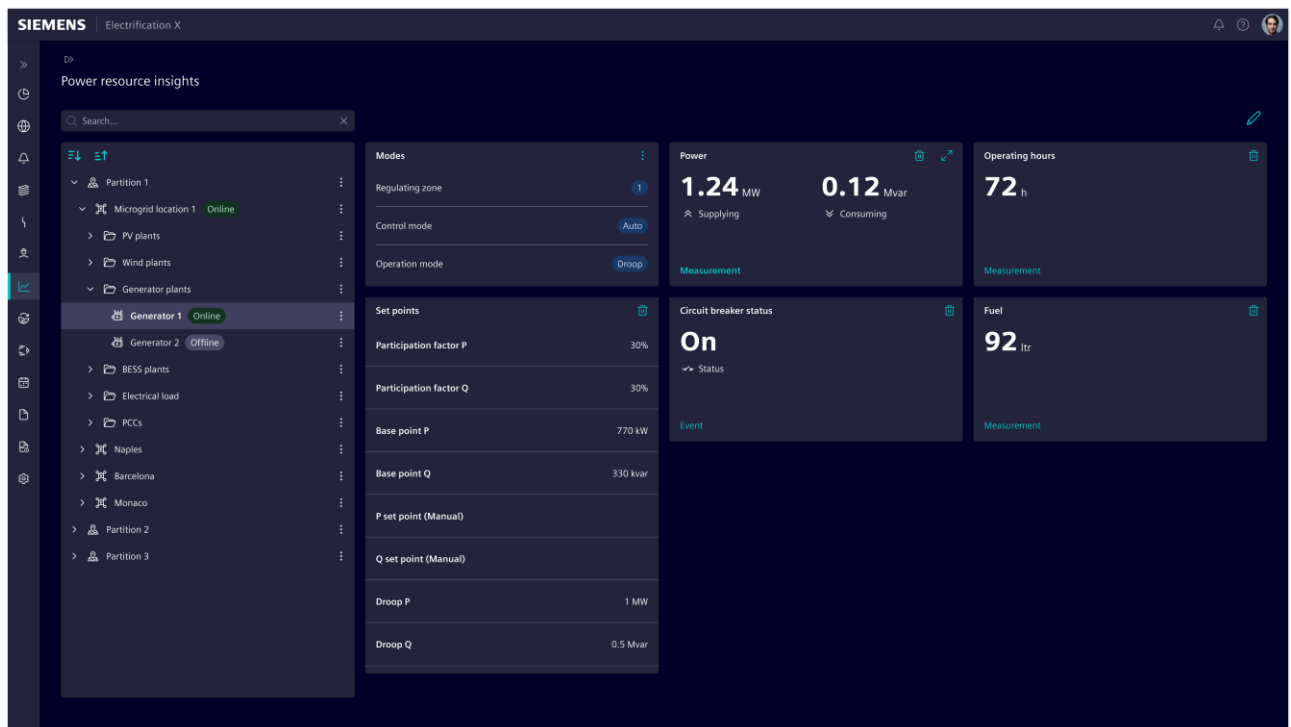 SIEMENS Electrification X
Power resource insights
Search...
Partition 1
Microgrid location 1 Online
PV plants
Wind plants
Generator plants
Generator 1 Online
Generator 2 Offline
BESS plants
Electrical load
PCCs
Naples
Barcelona
Monaco
Partition 2
Partition 3
Modes
Regulating zone 1
Control mode Auto
Operation mode Droop
Set points
Participation factor P 30%
Participation factor Q 30%
Base point P 770 kW
Base point Q 330 kvar
P set point (Manual)
Q set point (Manual)
Droop P 1 MW
Droop Q 0.5 Mvar
Power
1.24 MW 0.12 Mvar
Supplying Consuming
Measurement
Operating hours
72 h
Measurement
Circuit breaker status
On
Status
Event
Fuel
92 ltr
Measurement